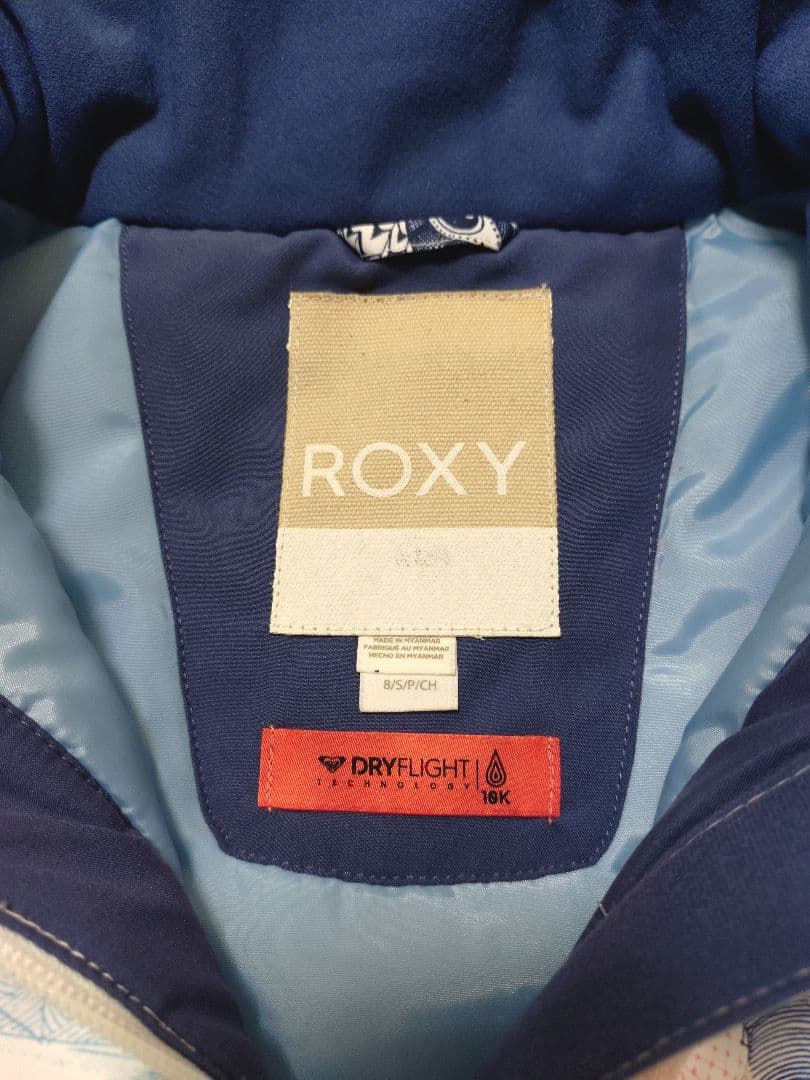 ROXY
MADE IN MYANMAR
FABRIQUÉ AU MYANMAR
HECHO EN MYANMAR
8/S/P/CH
DRYFLIGHT
TECHNOLOGY
10K